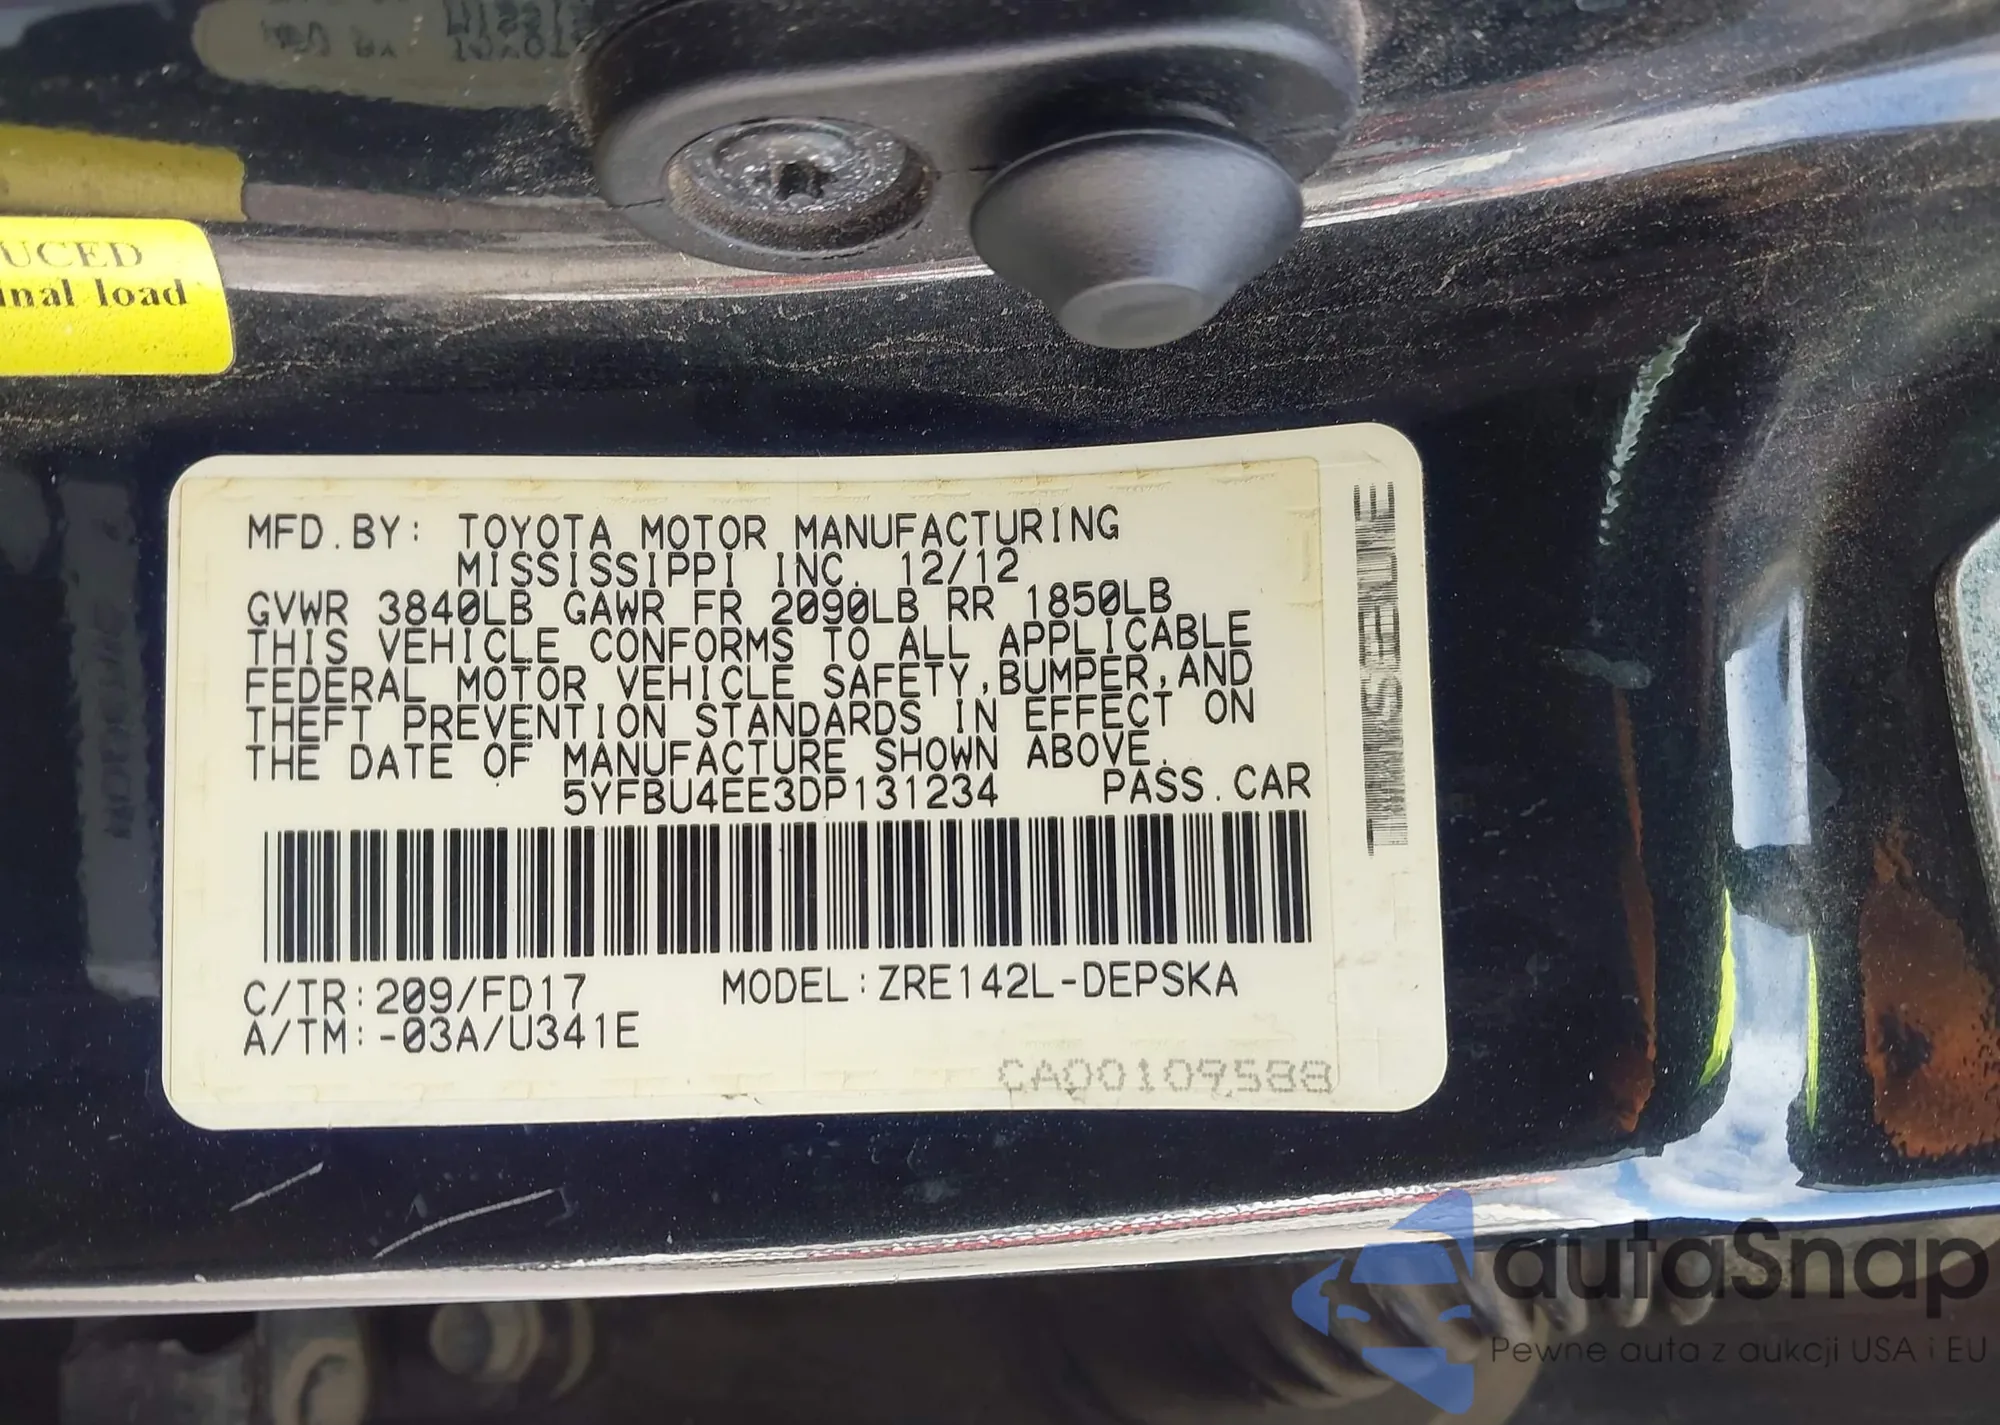 UCED
inal load
MFD.BY: TOYOTA MOTOR MANUFACTURING
MISSISSIPPI INC. 12/12
GVWR 3840LB GAWR FR 2090LB RR 1850LB
THIS VEHICLE CONFORMS TO ALL APPLICABLE
FEDERAL MOTOR VEHICLE SAFETY,BUMPER,AND
THEFT PREVENTION STANDARDS IN EFFECT ON
THE DATE OF MANUFACTURE SHOWN ABOVE.
5YFBU4EE3DP131234 PASS.CAR
C/TR:209/FD17 MODEL:ZRE142L-DEPSKA
A/TM:-03A/U341E
CA00109588
autaSnap
Pewne auta z aukcji USA i EU